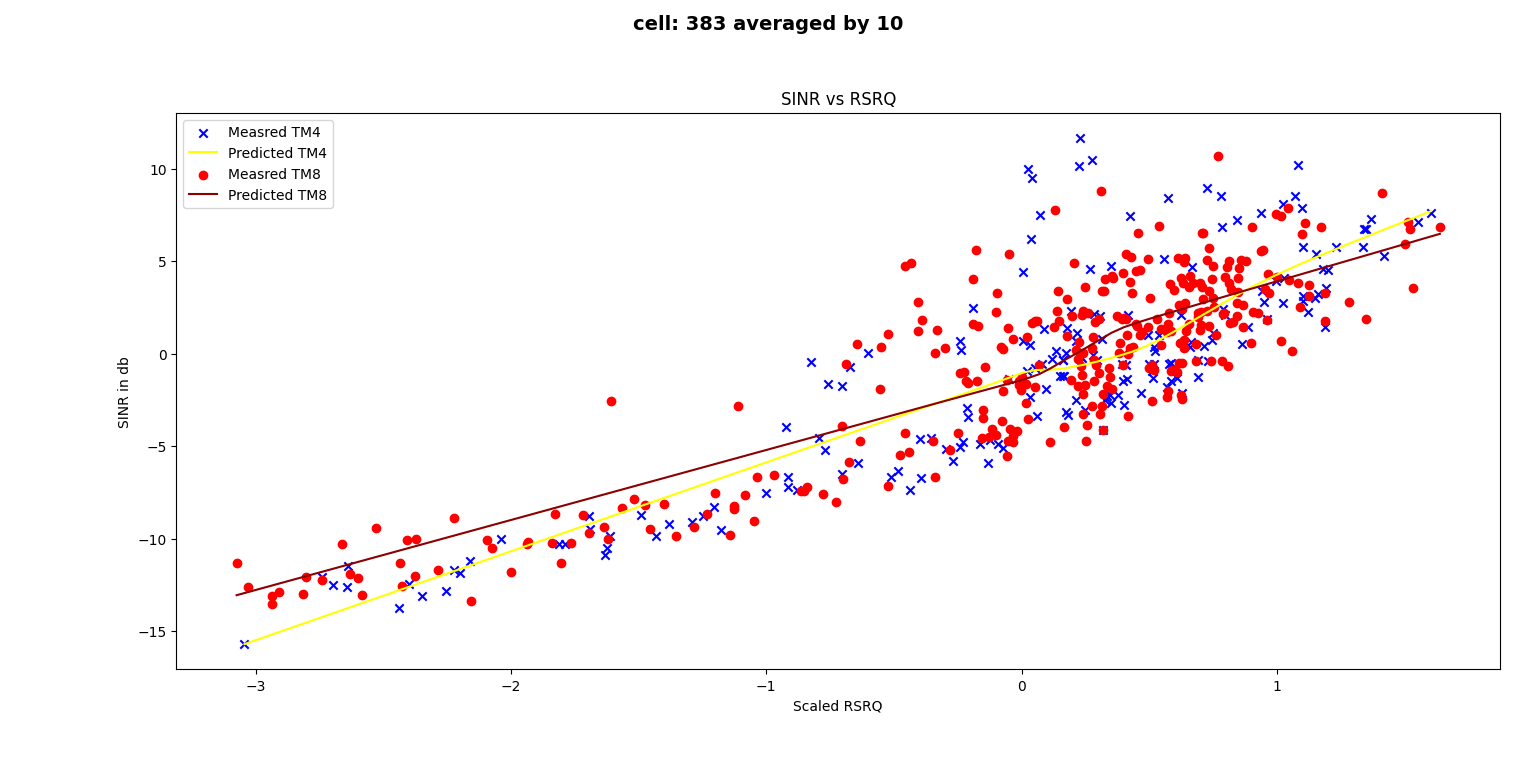 cell: 383 averaged by 10
SINR vs RSRQ
Measred TM4
Predicted TM4
Measred TM8
Predicted TM8
SINR in db
10
5
0
−5
−10
−15
−3
−2
−1
0
1
Scaled RSRQ